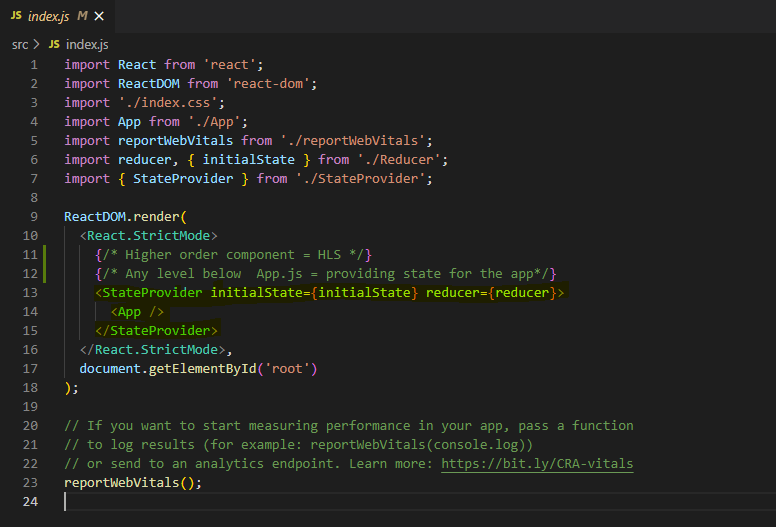 JS index.js M ×
src > JS index.js
1 import React from 'react';
2 import ReactDOM from 'react-dom';
3 import './index.css';
4 import App from './App';
5 import reportWebVitals from './reportWebVitals';
6 import reducer, { initialState } from './Reducer';
7 import { StateProvider } from './StateProvider';
8
9 ReactDOM.render(
10   <React.StrictMode>
11     {/* Higher order component = HLS */}
12     {/* Any level below  App.js = providing state for the app*/}
13     <StateProvider initialState={initialState} reducer={reducer}>
14       <App />
15     </StateProvider>
16   </React.StrictMode>,
17   document.getElementById('root')
18 );
19
20 // If you want to start measuring performance in your app, pass a function
21 // to log results (for example: reportWebVitals(console.log))
22 // or send to an analytics endpoint. Learn more: https://bit.ly/CRA-vitals
23 reportWebVitals();
24